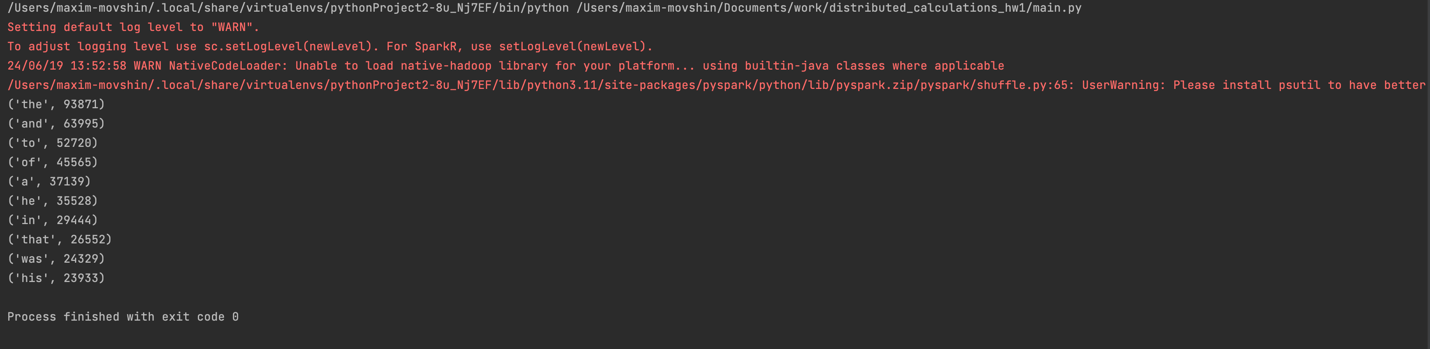 /Users/maxim-movshin/.local/share/virtualenvs/pythonProject2-8u_Nj7EF/bin/python /Users/maxim-movshin/Documents/work/distributed_calculations_hw1/main.py
Setting default log level to "WARN".
To adjust logging level use sc.setLogLevel(newLevel). For SparkR, use setLogLevel(newLevel).
24/06/19 13:52:58 WARN NativeCodeLoader: Unable to load native-hadoop library for your platform... using builtin-java classes where applicable
/Users/maxim-movshin/.local/share/virtualenvs/pythonProject2-8u_Nj7EF/lib/python3.11/site-packages/pyspark/python/lib/pyspark.zip/pyspark/shuffle.py:65: UserWarning: Please install psutil to have better
('the', 93871)
('and', 63995)
('to', 52720)
('of', 45565)
('a', 37139)
('he', 35528)
('in', 29444)
('that', 26552)
('was', 24329)
('his', 23933)
Process finished with exit code 0